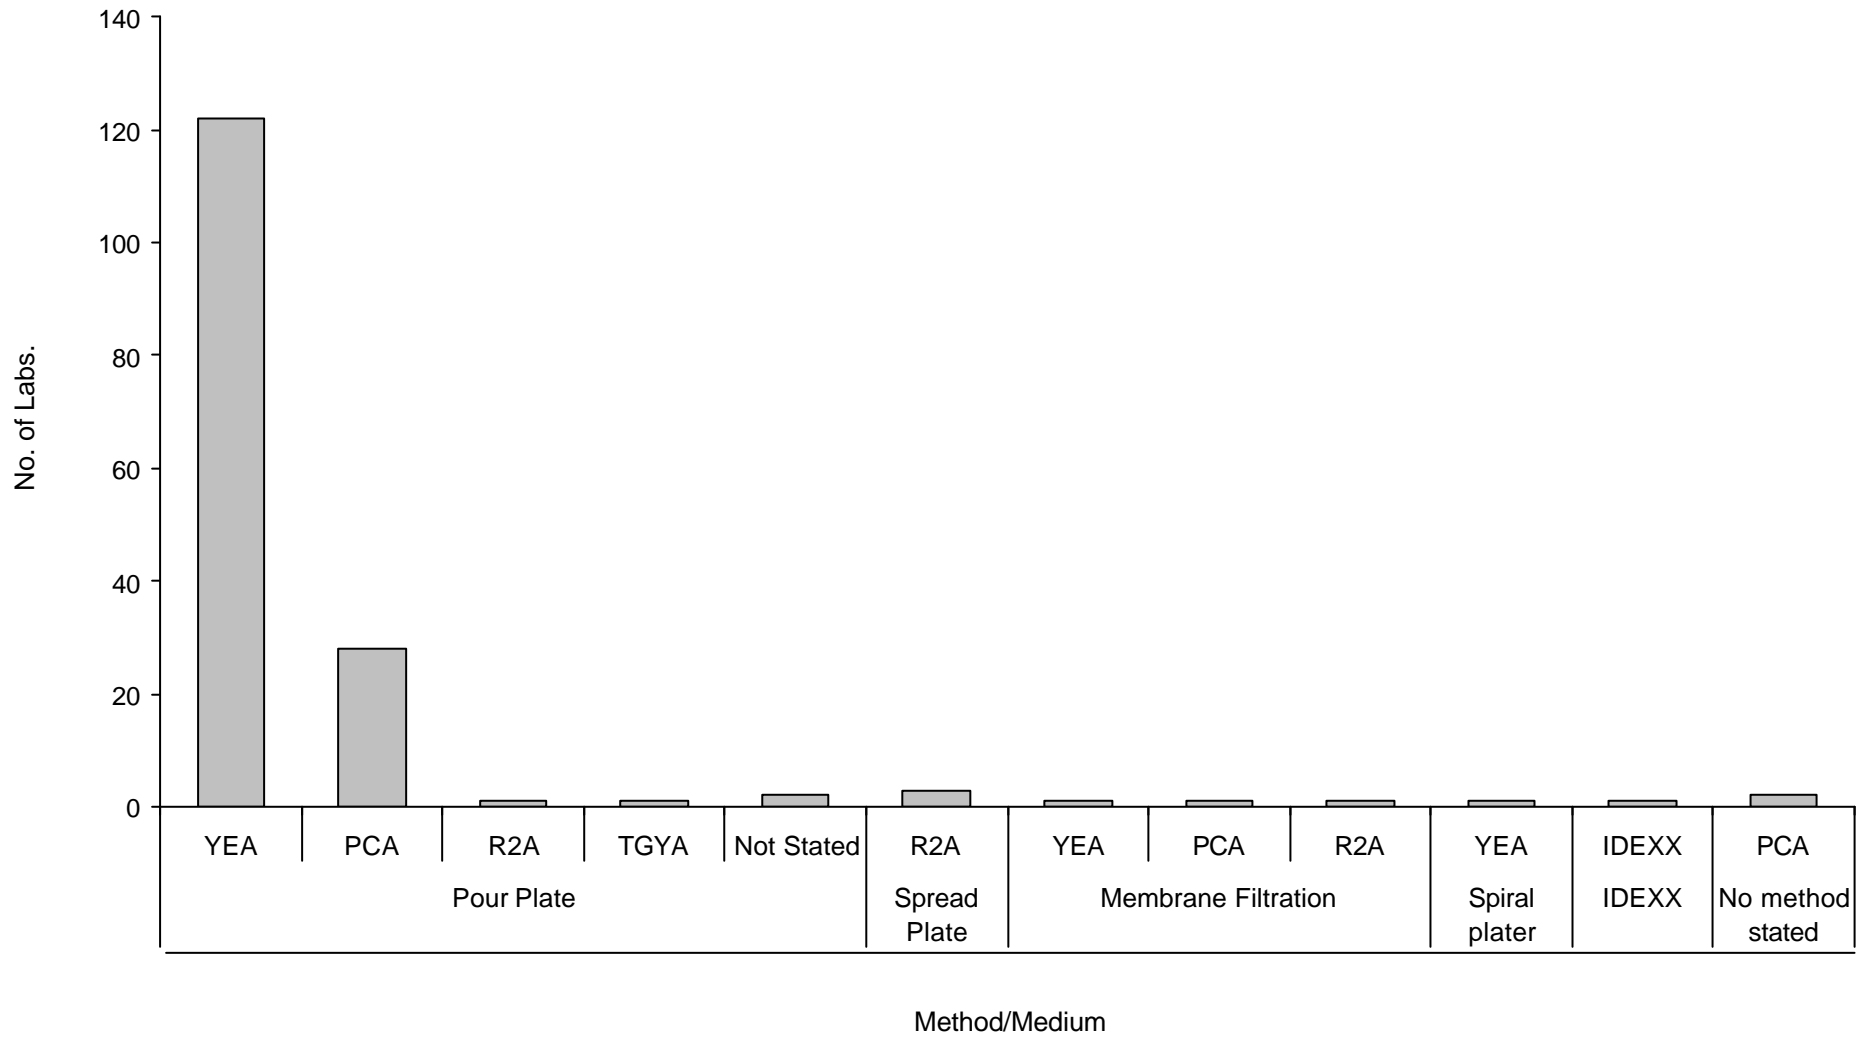 140
120
100
80
60
40
20
0
No. of Labs.
YEA PCA R2A TGYA Not Stated R2A YEA PCA R2A YEA IDEXX PCA
Pour Plate Spread Membrane Filtration Spiral IDEXX No method
Plate plater stated
Method/Medium